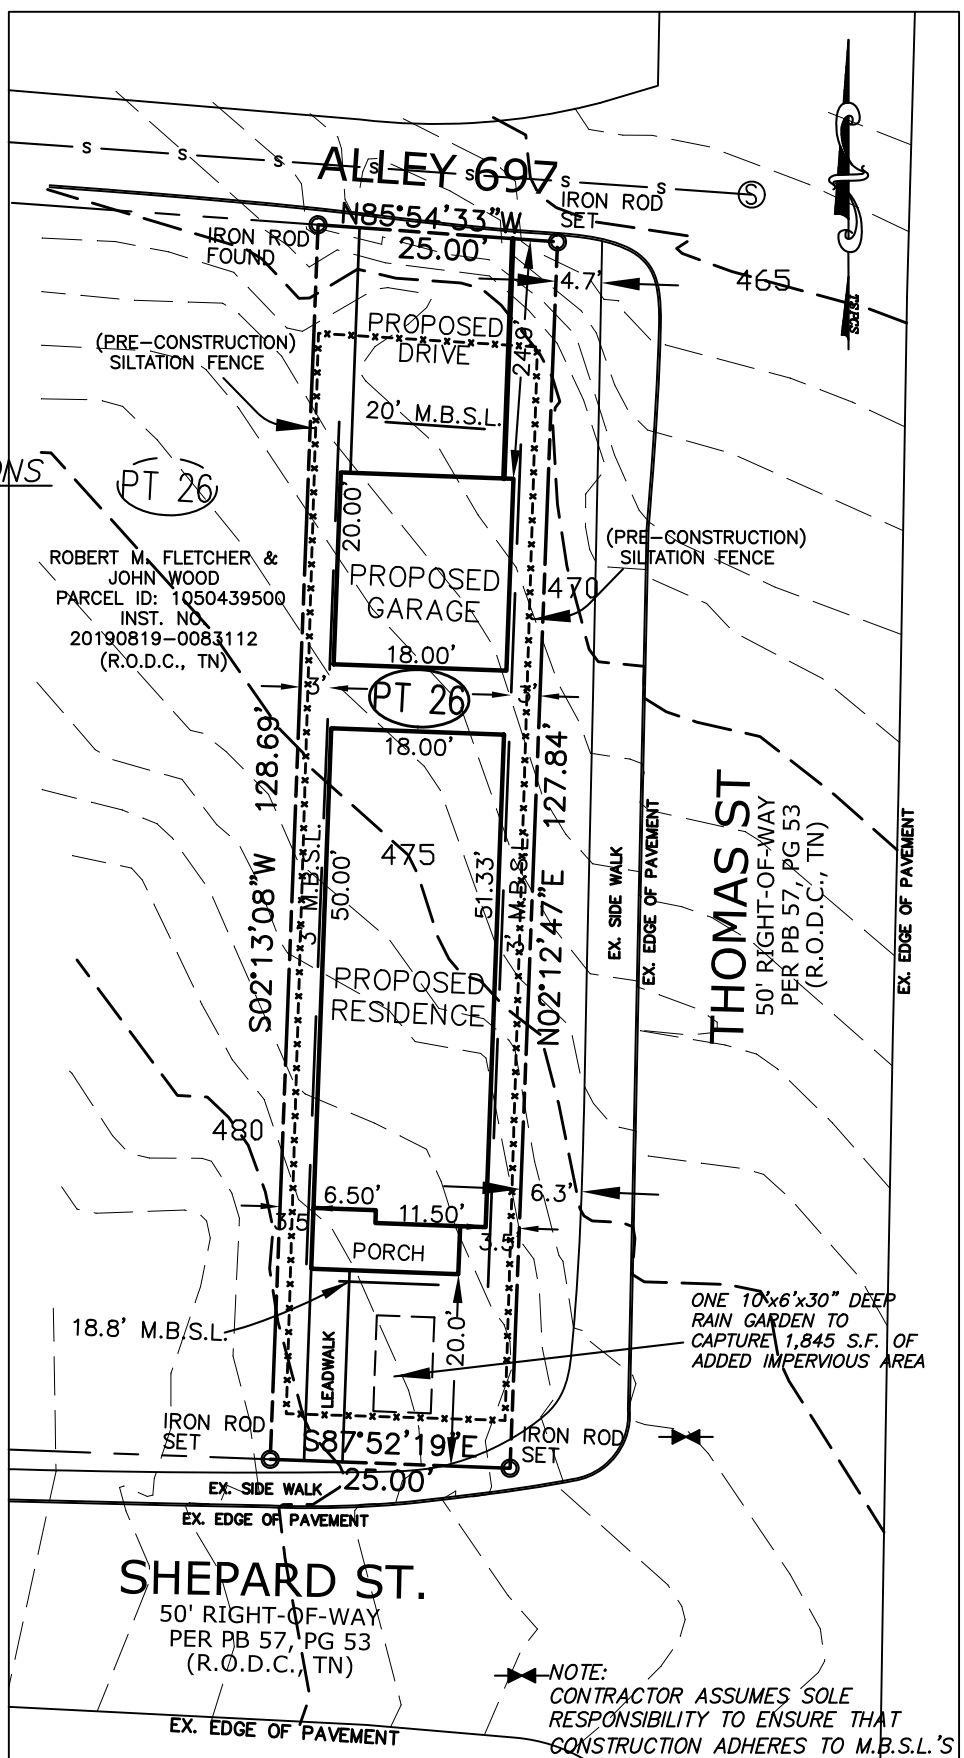 ALLEY 697
S
S
S
S
S
S
S
S
N85°54'33"W
25.00'
IRON ROD
SET
IRON ROD
FOUND
4.7'
465
TSPCS
(PRE-CONSTRUCTION)
SILTATION FENCE
PROPOSED
DRIVE
24.9'
20' M.B.S.L.
PT 26
20.00'
ROBERT M. FLETCHER &
JOHN WOOD
PARCEL ID: 1050439500
INST. NO.
20190819-0083112
(R.O.D.C., TN)
(PRE-CONSTRUCTION)
SILTATION FENCE
PROPOSED
GARAGE
470
18.00'
3'
PT 26
3'
18.00'
S02°13'08"W 128.69'
3' M.B.S.L.
50.00'
475
51.33'
3' M.B.S.L.
N02°12'47"E 127.84'
PROPOSED
RESIDENCE
EX. SIDE WALK
EX. EDGE OF PAVEMENT
THOMAS ST
50' RIGHT-OF-WAY
PER PB 57, PG 53
(R.O.D.C., TN)
EX. EDGE OF PAVEMENT
480
6.50'
11.50'
6.3'
3.5'
3.5'
PORCH
18.8' M.B.S.L.
LEADWALK
20.0'
ONE 10'x6'x30" DEEP
RAIN GARDEN TO
CAPTURE 1,845 S.F. OF
ADDED IMPERVIOUS AREA
IRON ROD
SET
S87°52'19"E
25.00'
IRON ROD
SET
EX. SIDE WALK
EX. EDGE OF PAVEMENT
SHEPARD ST.
50' RIGHT-OF-WAY
PER PB 57, PG 53
(R.O.D.C., TN)
EX. EDGE OF PAVEMENT
NOTE:
CONTRACTOR ASSUMES SOLE
RESPONSIBILITY TO ENSURE THAT
CONSTRUCTION ADHERES TO M.B.S.L.'S